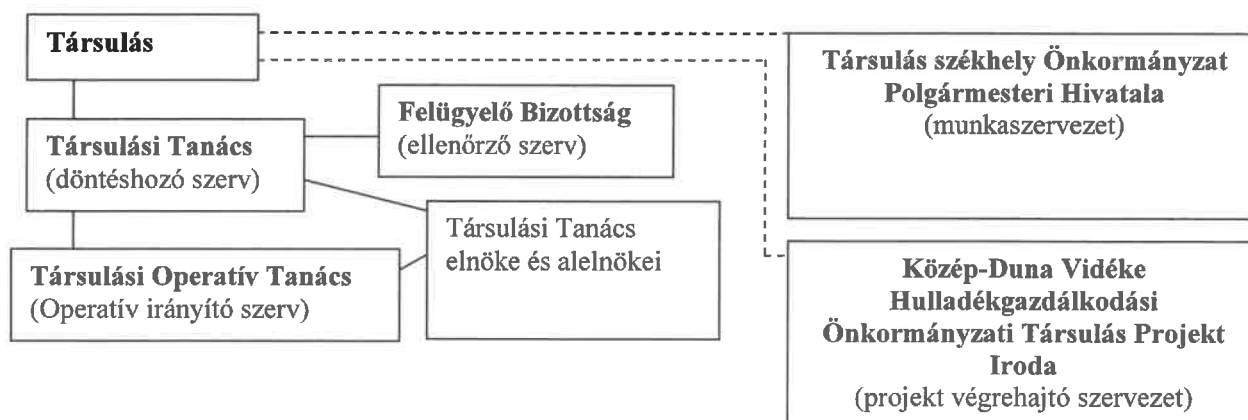 Társulás
Társulási Tanács
(döntéshozó szerv)
Felügyelő Bizottság
(ellenőrző szerv)
Társulási Tanács
elnöke és alelnökei
Társulási Operatív Tanács
(Operatív irányító szerv)
Társulás székhely Önkormányzat
Polgármesteri Hivatala
(munkaszervezet)
Közép-Duna Vidéke
Hulladékgazdálkodási
Önkormányzati Társulás Projekt
Iroda
(projekt végrehajtó szervezet)